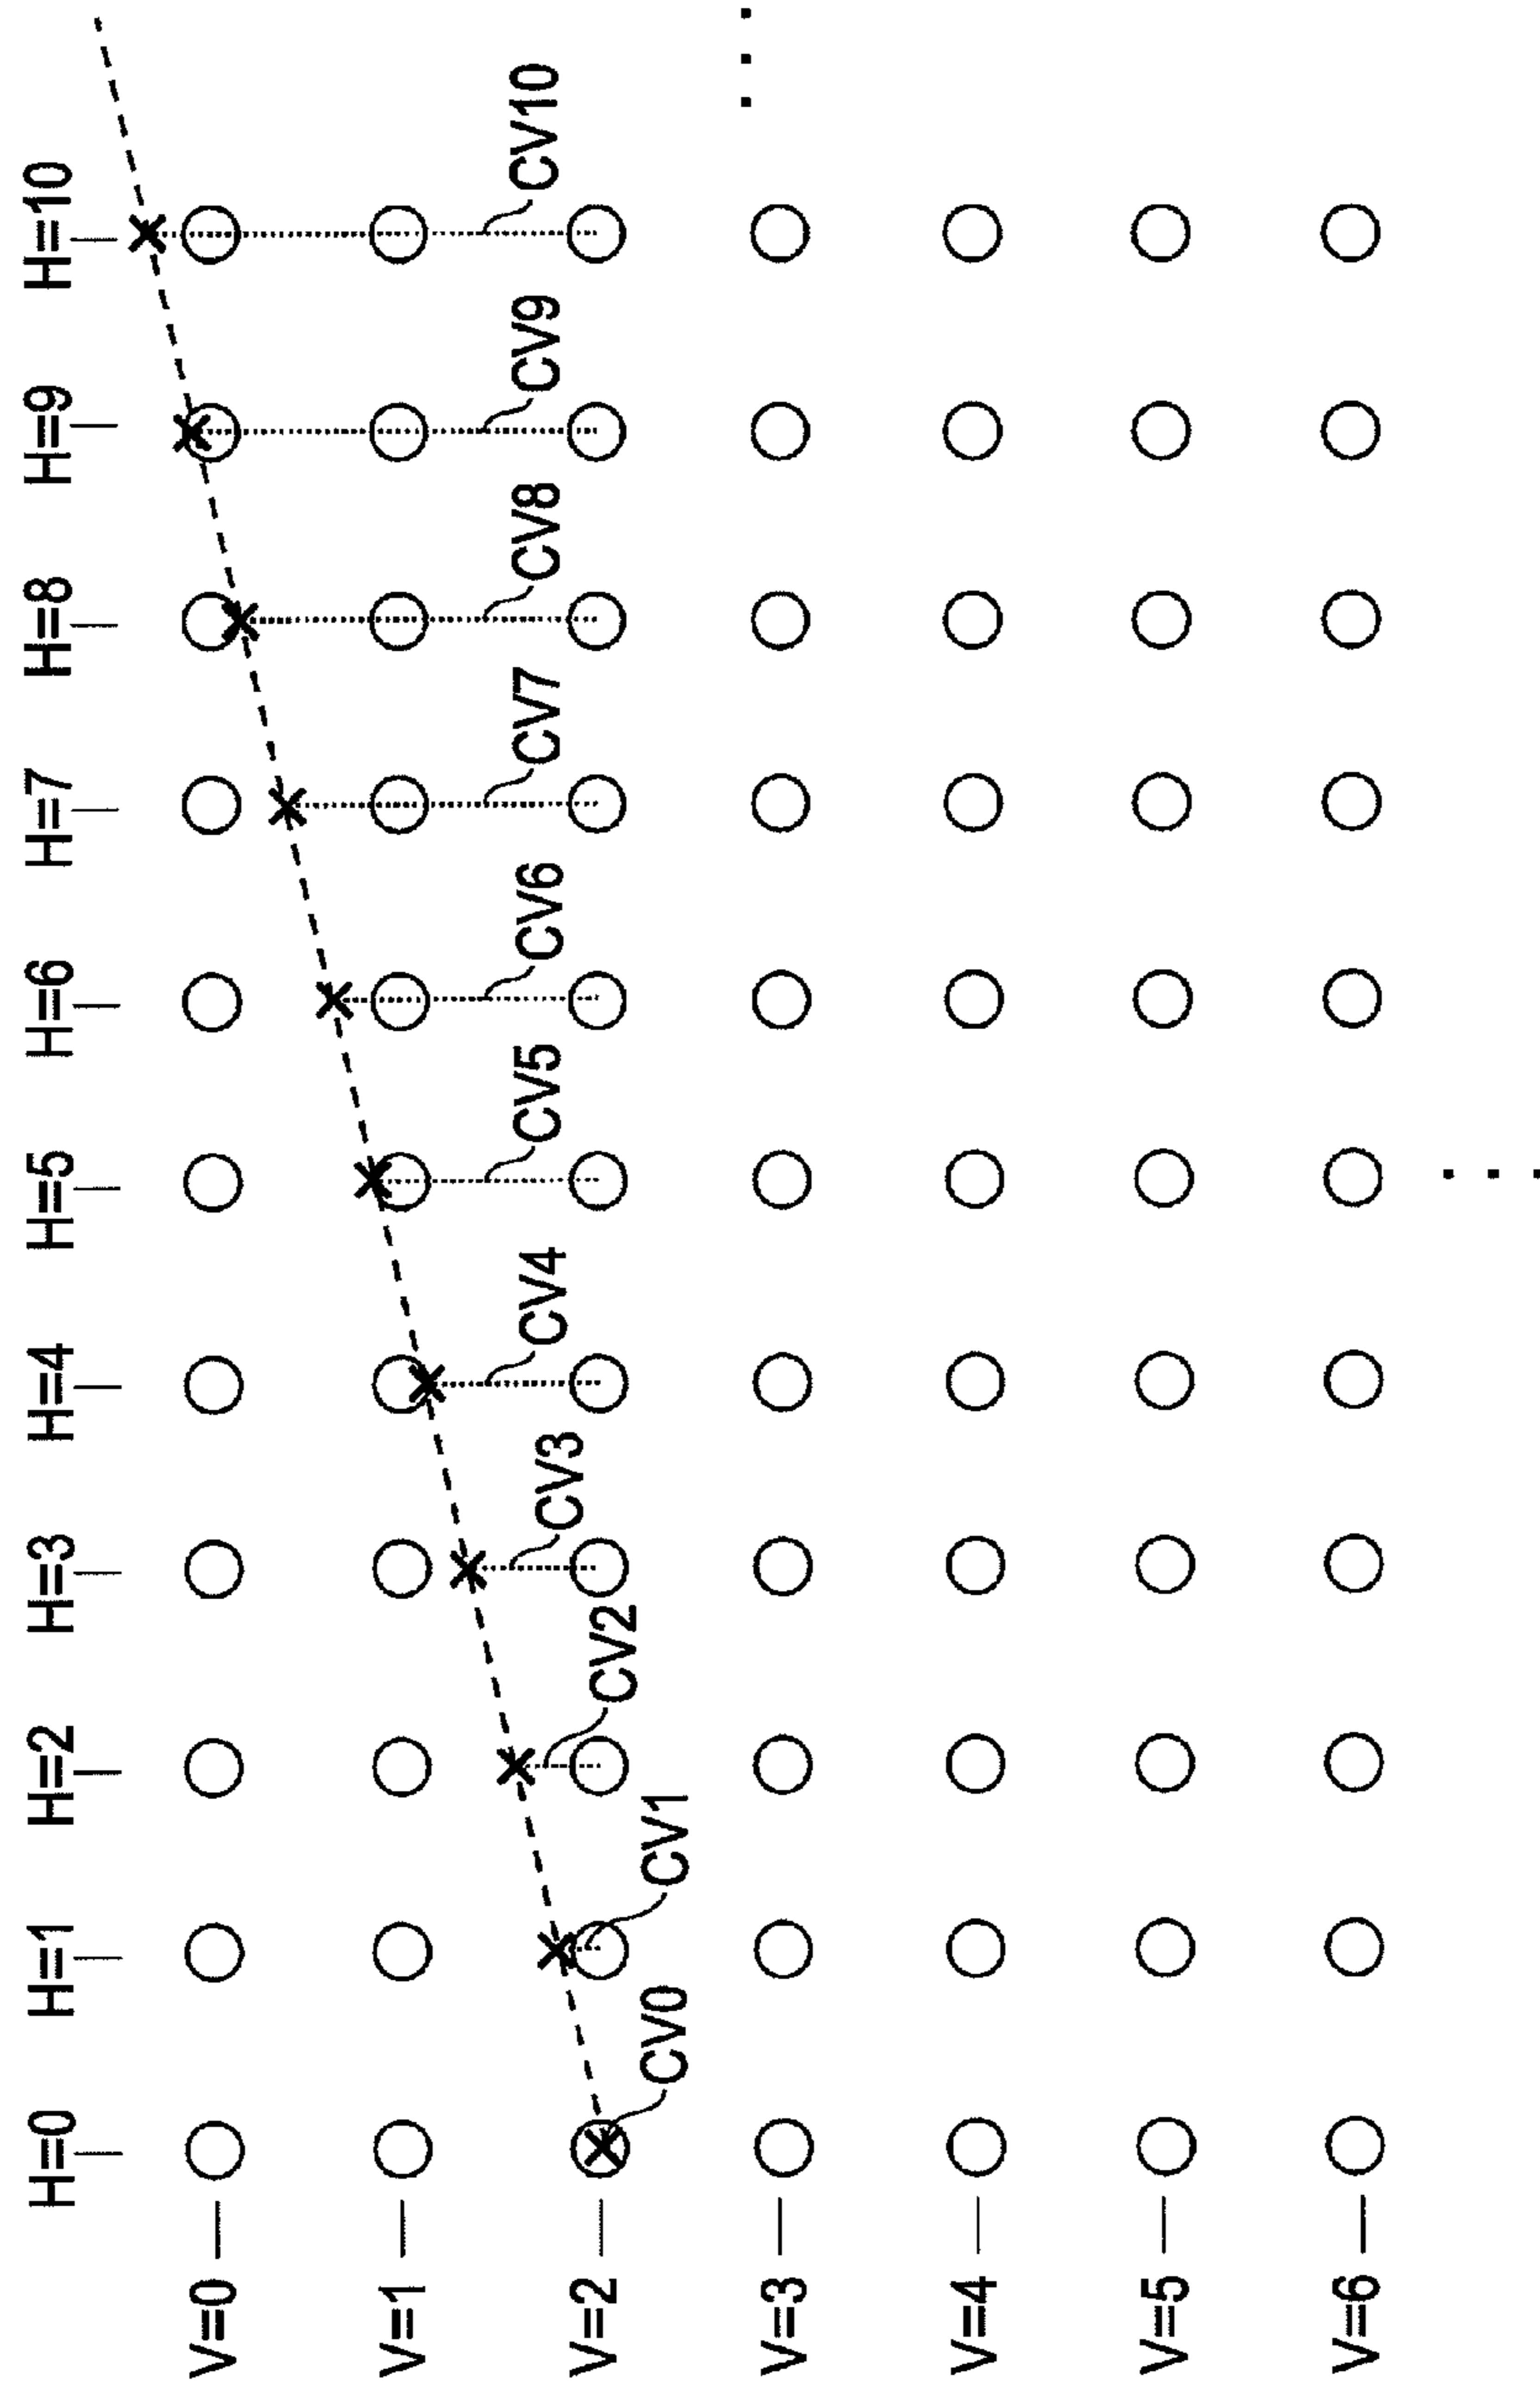 H=0
H=1
H=2
H=3
H=4
H=5
H=6
H=7
H=8
H=9
H=10
V=0
V=1
V=2
V=3
V=4
V=5
V=6
CV0
CV1
CV2
CV3
CV4
CV5
CV6
CV7
CV8
CV9
CV10